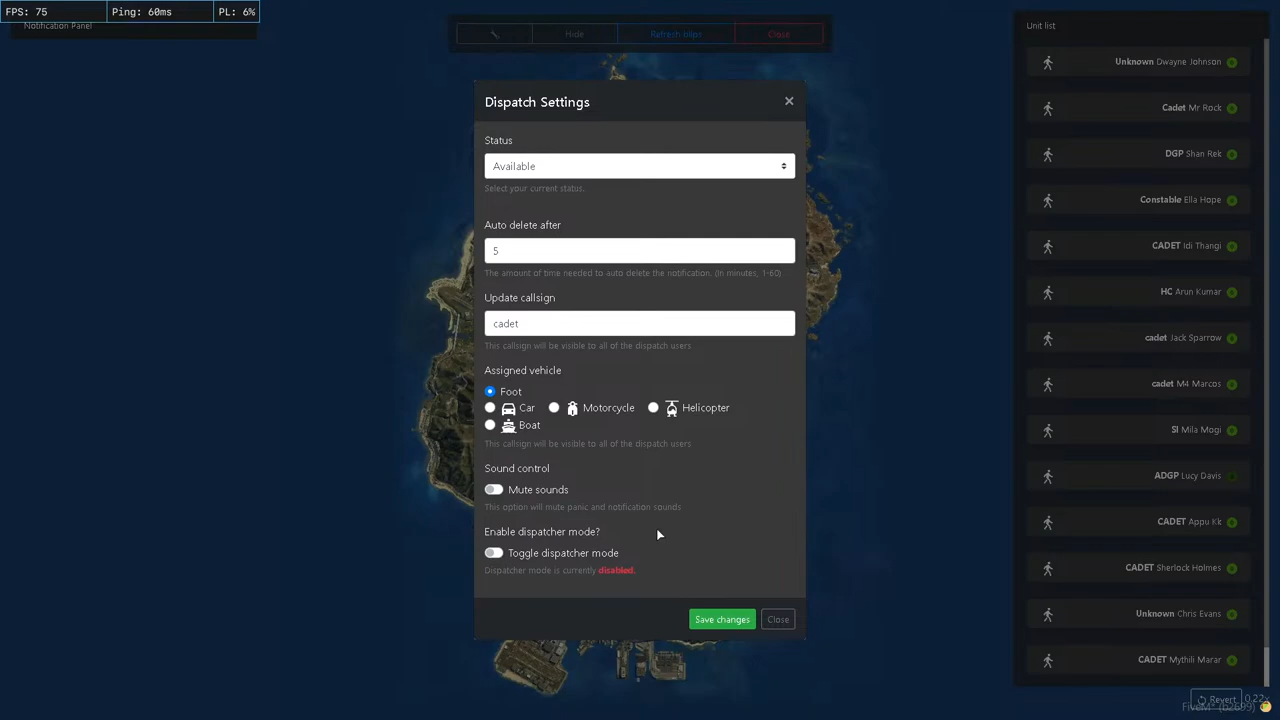 FPS: 75 Ping: 60ms PL: 6%
Notification Panel
Hide Refresh blips Close
Unit list
Unknown Dwayne Johnson
Cadet Mr Rock
DGP Shan Rek
Constable Ella Hope
CADET Idi Thangi
HC Arun Kumar
cadet Jack Sparrow
cadet M4 Marcos
SI Mila Mogi
ADGP Lucy Davis
CADET Appu Kk
CADET Sherlock Holmes
Unknown Chris Evans
CADET Mythili Marar
Dispatch Settings ×
Status
Available
Select your current status.
Auto delete after
5
The amount of time needed to auto delete the notification. (In minutes, 1-60)
Update callsign
cadet
This callsign will be visible to all of the dispatch users
Assigned vehicle
Foot
Car Motorcycle Helicopter
Boat
This callsign will be visible to all of the dispatch users
Sound control
Mute sounds
This option will mute panic and notification sounds
Enable dispatcher mode?
Toggle dispatcher mode
Dispatcher mode is currently disabled.
Save changes Close
Revert 0.22x
FiveM* (b2699)